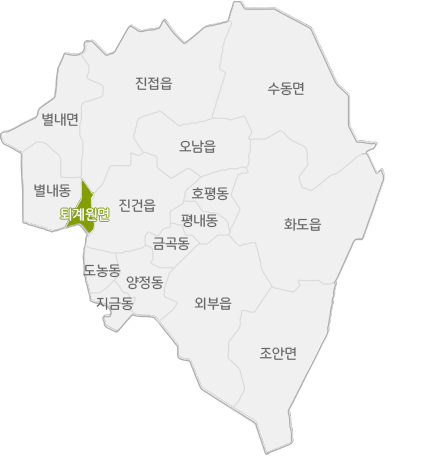 진접읍
수동면
별내면
오남읍
별내동
호평동
진건읍
퇴계원면
평내동
화도읍
금곡동
도농동
양정동
지금동
외부읍
조안면